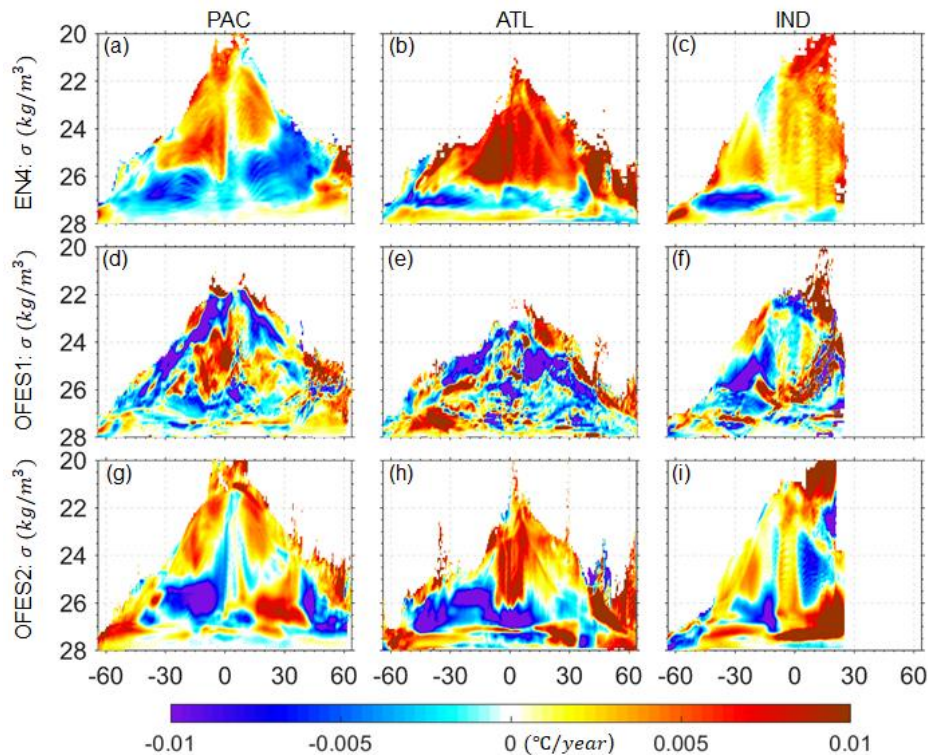 PAC ATL IND
(a) (b) (c)
EN4: σ (kg/m³)
20
22
24
26
28
(d) (e) (f)
OFES1: σ (kg/m³)
20
22
24
26
28
(g) (h) (i)
OFES2: σ (kg/m³)
20
22
24
26
28
-60 -30 0 30 60 -60 -30 0 30 60 -60 -30 0 30 60
-0.01 -0.005 0 (°C/year) 0.005 0.01